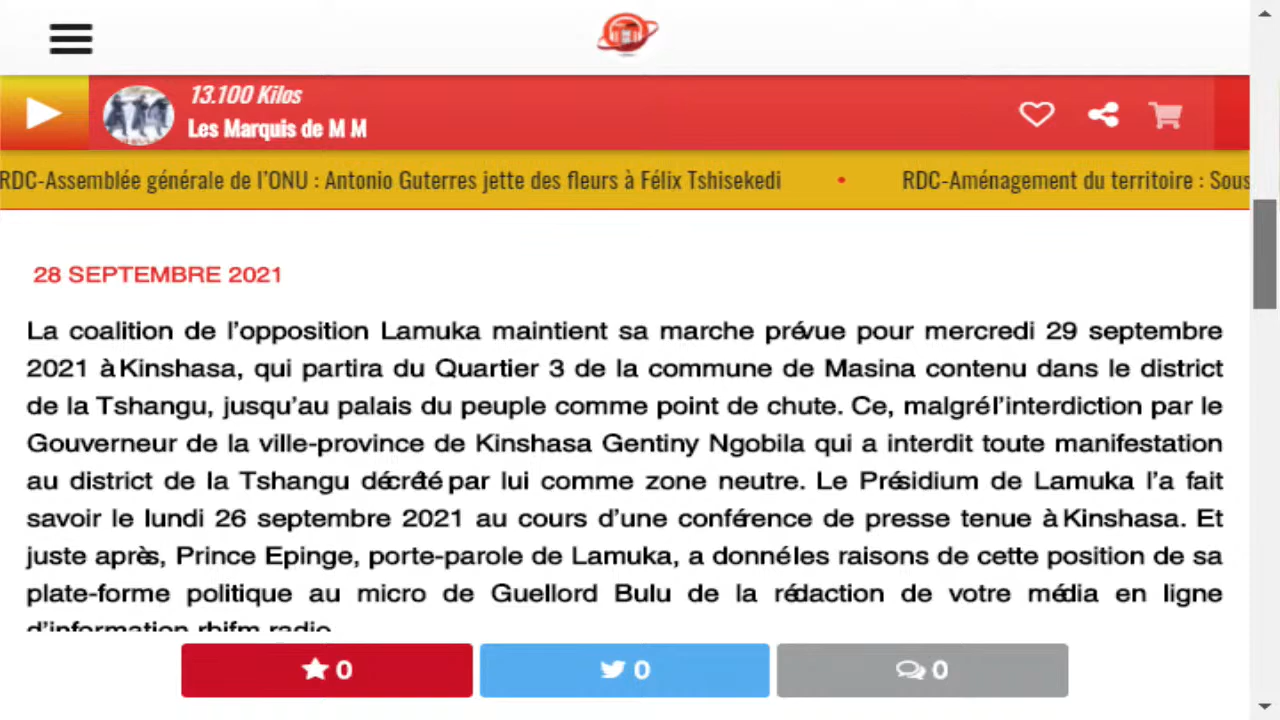 13.100 Kilos
Les Marquis de M M
RDC-Assemblée générale de l'ONU : Antonio Guterres jette des fleurs à Félix Tshisekedi • RDC-Aménagement du territoire : Sous
28 SEPTEMBRE 2021
La coalition de l'opposition Lamuka maintient sa marche prévue pour mercredi 29 septembre
2021 à Kinshasa, qui partira du Quartier 3 de la commune de Masina contenu dans le district
de la Tshangu, jusqu'au palais du peuple comme point de chute. Ce, malgré l'interdiction par le
Gouverneur de la ville-province de Kinshasa Gentiny Ngobila qui a interdit toute manifestation
au district de la Tshangu décrété par lui comme zone neutre. Le Présidium de Lamuka l'a fait
savoir le lundi 26 septembre 2021 au cours d'une conférence de presse tenue à Kinshasa. Et
juste après, Prince Epinge, porte-parole de Lamuka, a donné les raisons de cette position de sa
plate-forme politique au micro de Guellord Bulu de la rédaction de votre média en ligne
d'information rbifm radio.
0 0 0